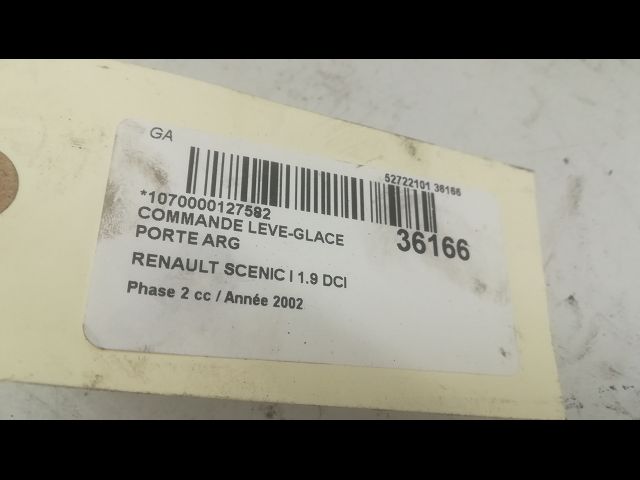 GA
52722101 36166
*1070000127592
COMMANDE LEVE-GLACE
PORTE ARG
36166
RENAULT SCENIC I 1.9 DCI
Phase 2 cc / Année 2002